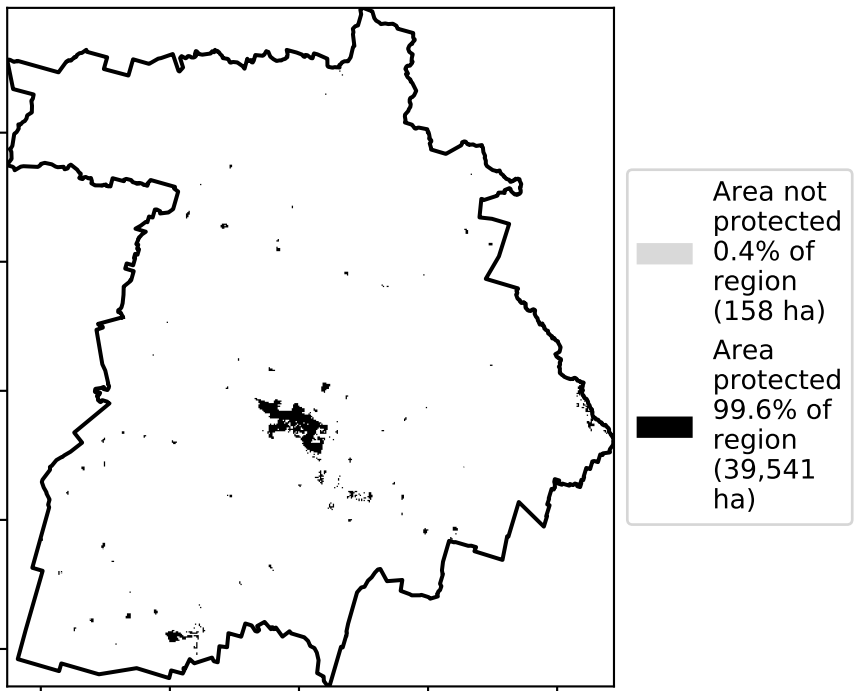 Area not
protected
0.4% of
region
(158 ha)
Area
protected
99.6% of
region
(39,541
ha)